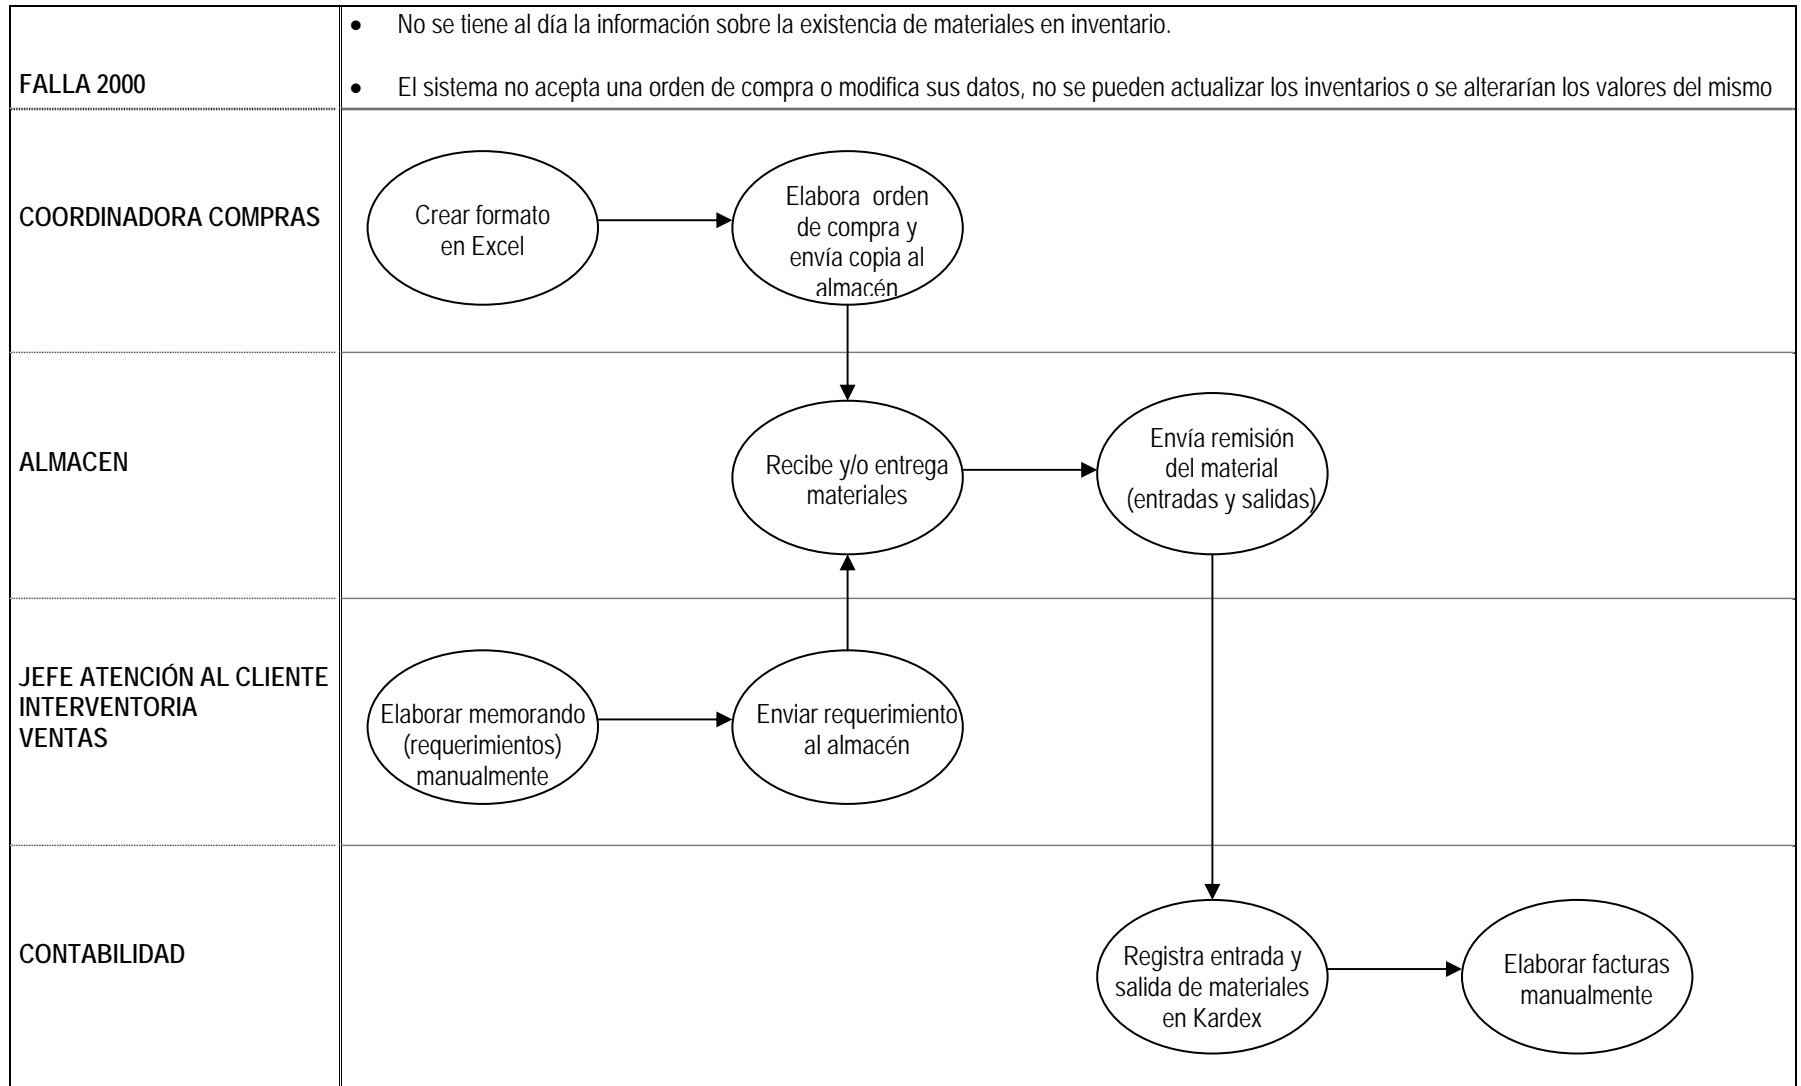 • No se tiene al día la información sobre la existencia de materiales en inventario.
FALLA 2000
• El sistema no acepta una orden de compra o modifica sus datos, no se pueden actualizar los inventarios o se alterarían los valores del mismo
COORDINADORA COMPRAS
Crear formato
en Excel
Elabora orden
de compra y
envía copia al
almacén
ALMACEN
Recibe y/o entrega
materiales
Envía remisión
del material
(entradas y salidas)
JEFE ATENCIÓN AL CLIENTE
INTERVENTORIA
VENTAS
Elaborar memorando
(requerimientos)
manualmente
Enviar requerimiento
al almacén
CONTABILIDAD
Registra entrada y
salida de materiales
en Kardex
Elaborar facturas
manualmente